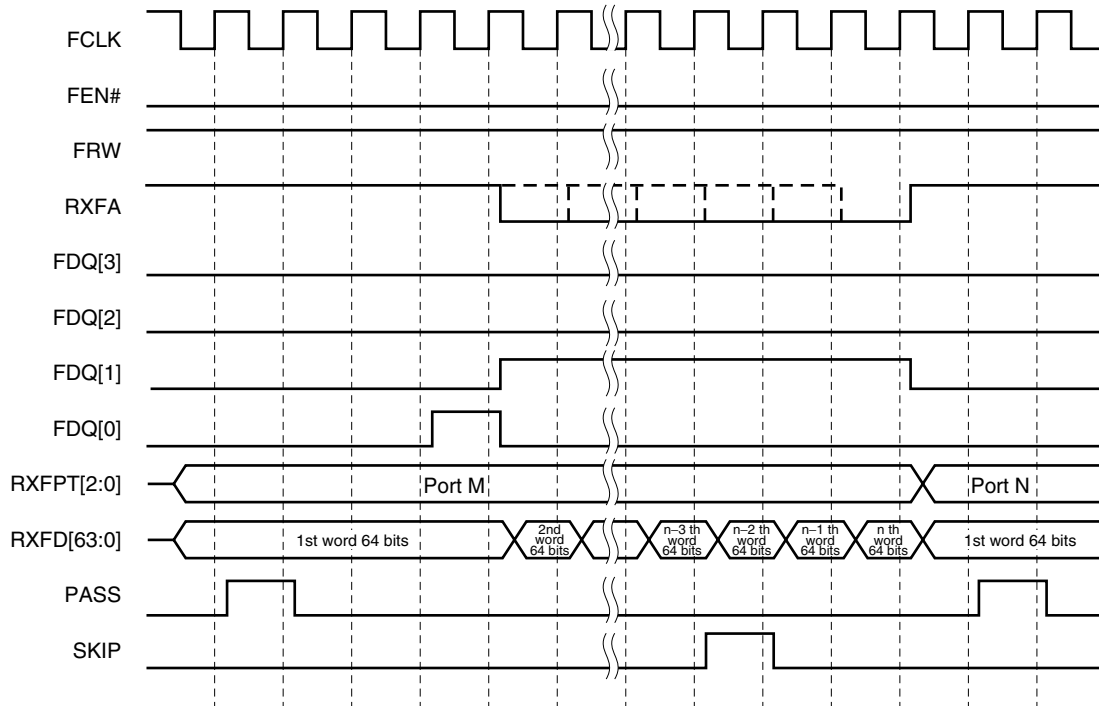 FCLK
FEN#
FRW
RXFA
FDQ[3]
FDQ[2]
FDQ[1]
FDQ[0]
RXFPT[2:0]
Port M
Port N
RXFD[63:0]
1st word 64 bits
2nd
word
64 bits
n–3 th
word
64 bits
n–2 th
word
64 bits
n–1 th
word
64 bits
n th
word
64 bits
1st word 64 bits
PASS
SKIP